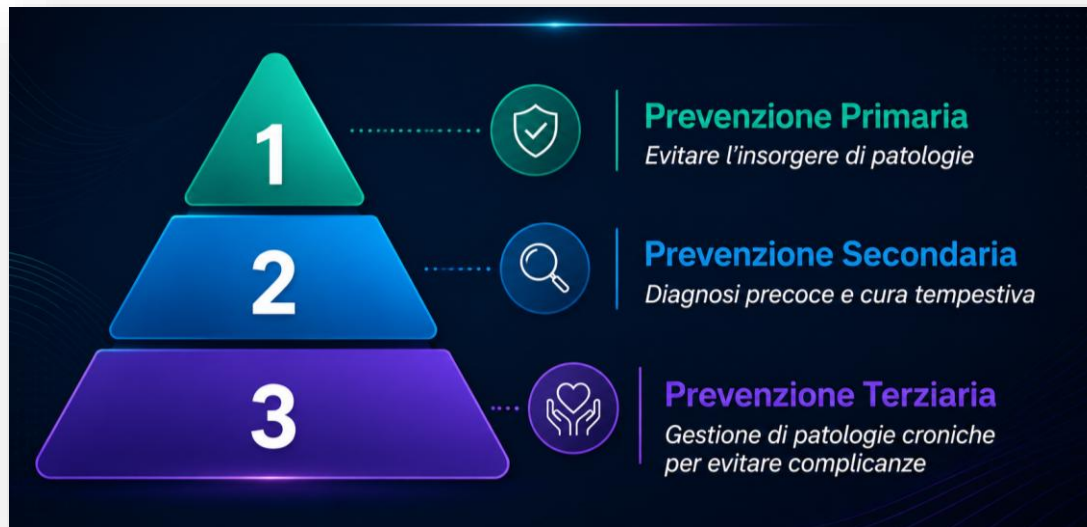 1
Prevenzione Primaria
Evitare l'insorgere di patologie
2
Prevenzione Secondaria
Diagnosi precoce e cura tempestiva
3
Prevenzione Terziaria
Gestione di patologie croniche
per evitare complicanze